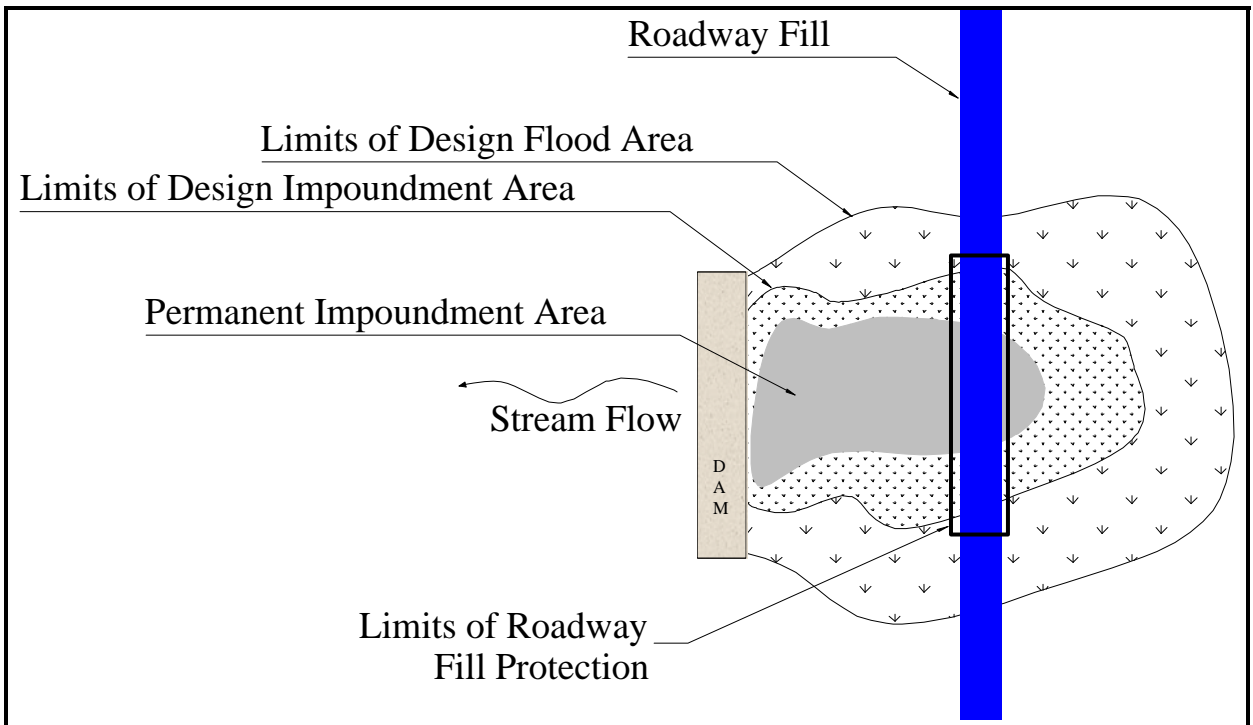 Roadway Fill
Limits of Design Flood Area
Limits of Design Impoundment Area
Permanent Impoundment Area
Stream Flow
D
A
M
Limits of Roadway
Fill Protection